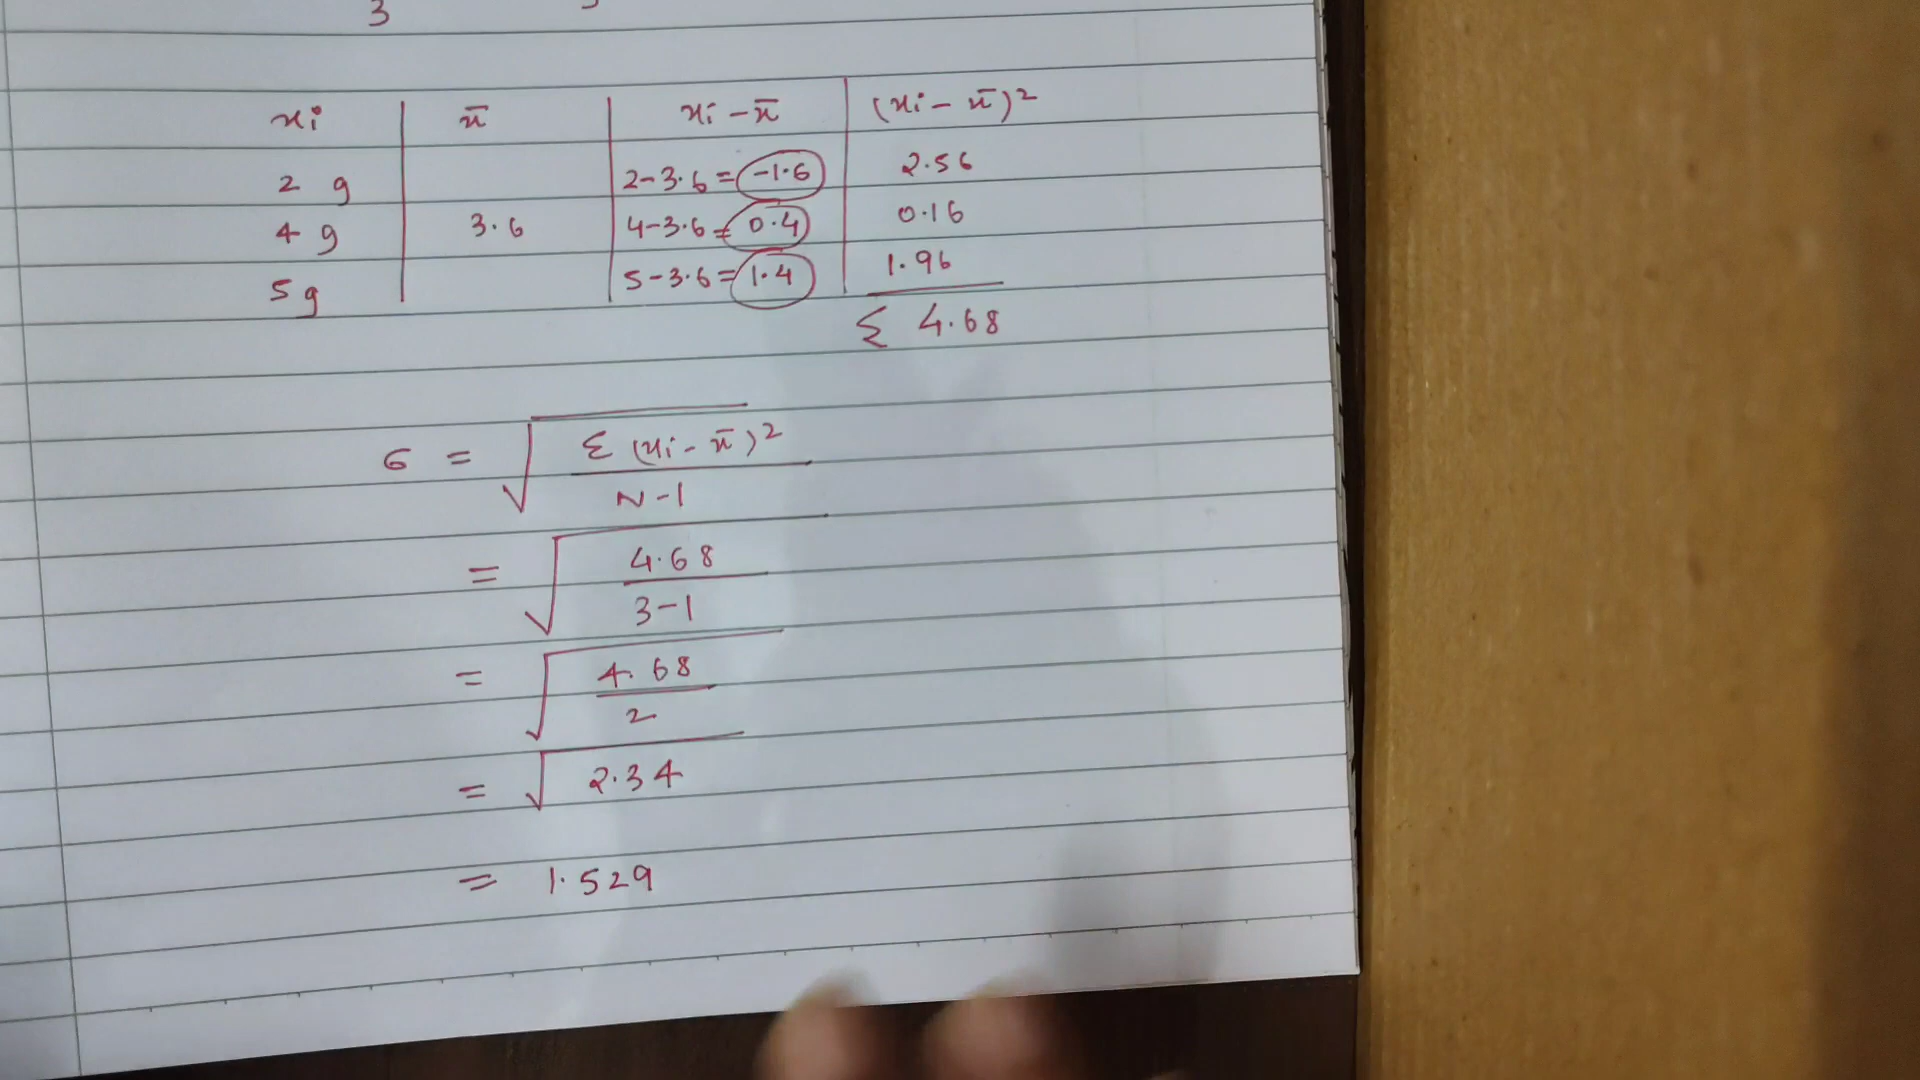 3
xi x̄ xi - x̄ (xi - x̄)²
2 g 2-3.6 = -1.6 2.56
4 g 3.6 4-3.6 = 0.4 0.16
5 g 5-3.6 = 1.4 1.96
Σ 4.68
σ = √ Σ (xi - x̄)² / N-1
= √ 4.68 / 3-1
= √ 4.68 / 2
= √ 2.34
= 1.529